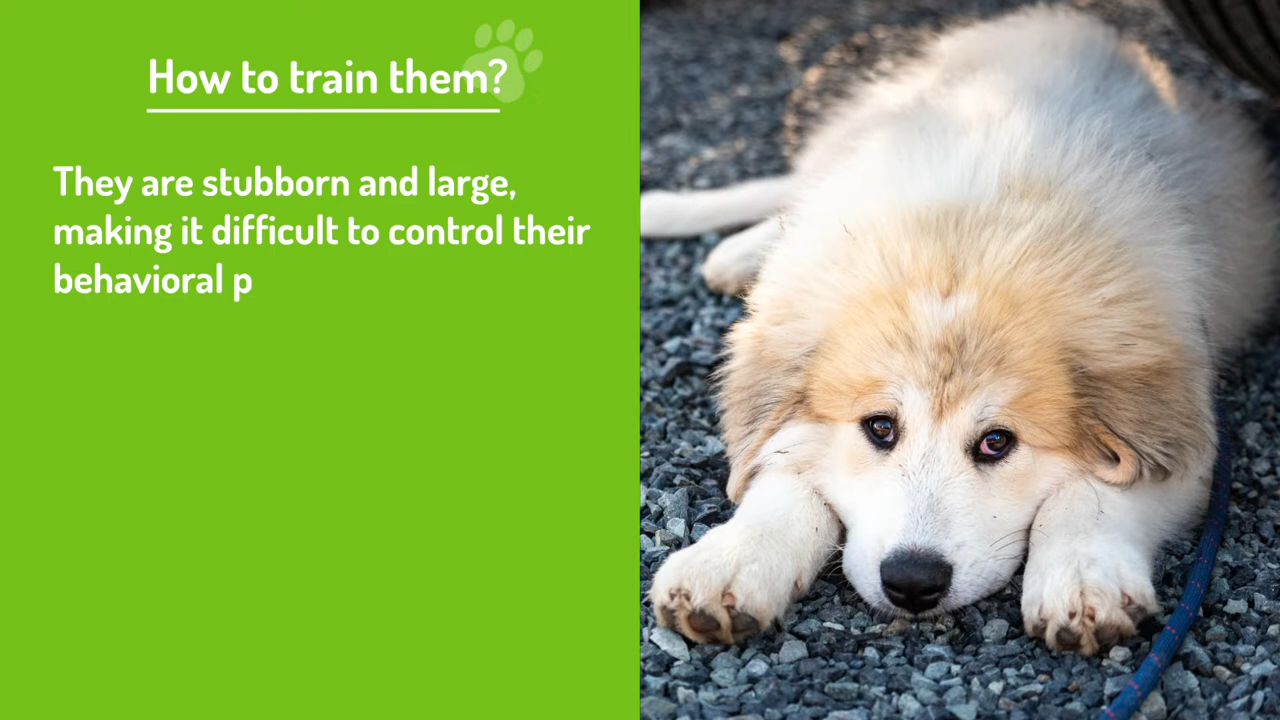 How to train them?
They are stubborn and large,
making it difficult to control their
behavioral p